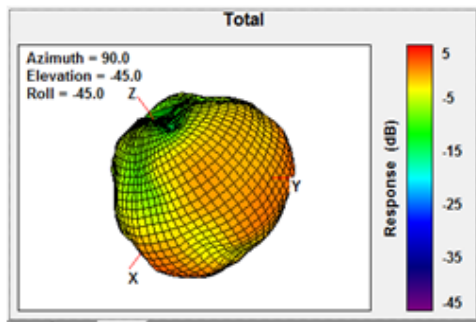 Total
Azimuth = 90.0
Elevation = -45.0
Roll = -45.0
Z
Y
X
Response (dB)
5
-5
-15
-25
-35
-45